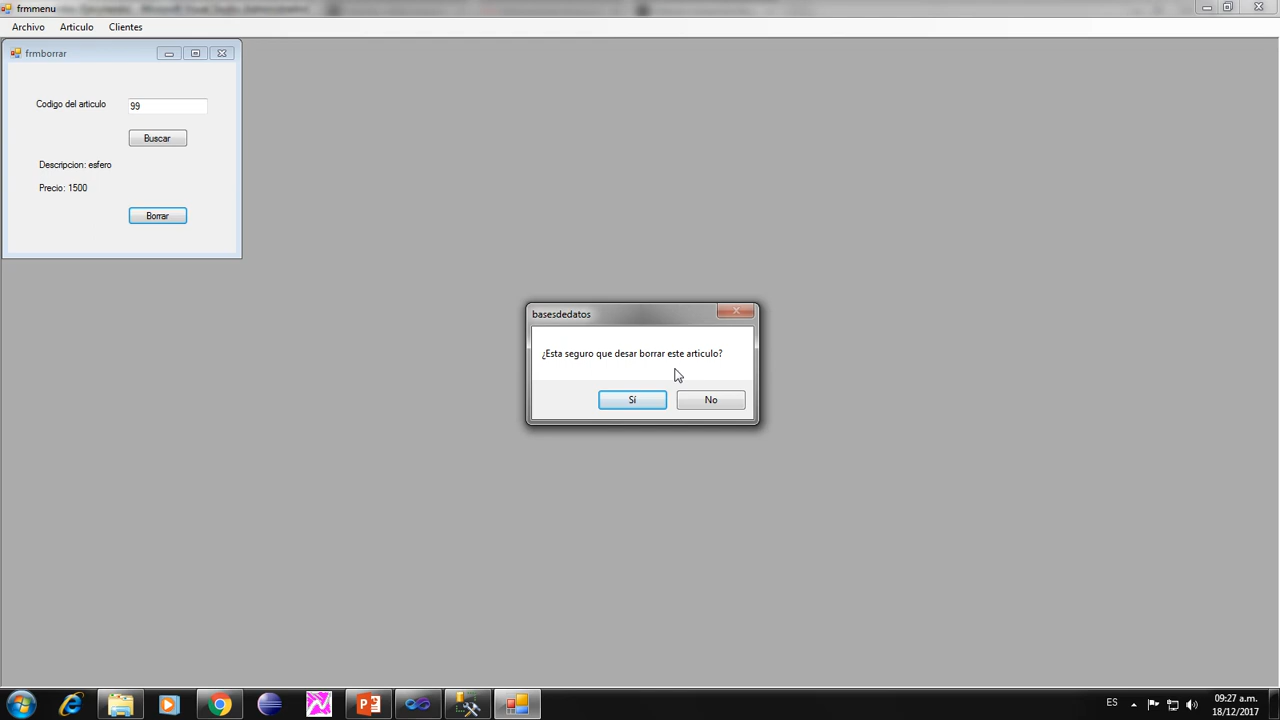 frmmenu
Archivo Articulo Clientes
frmborrar
Codigo del articulo 99
Buscar
Descripcion: esfero
Precio: 1500
Borrar
basesdedatos
¿Esta seguro que desar borrar este articulo?
Sí No
ES
09:27 a.m.
18/12/2017